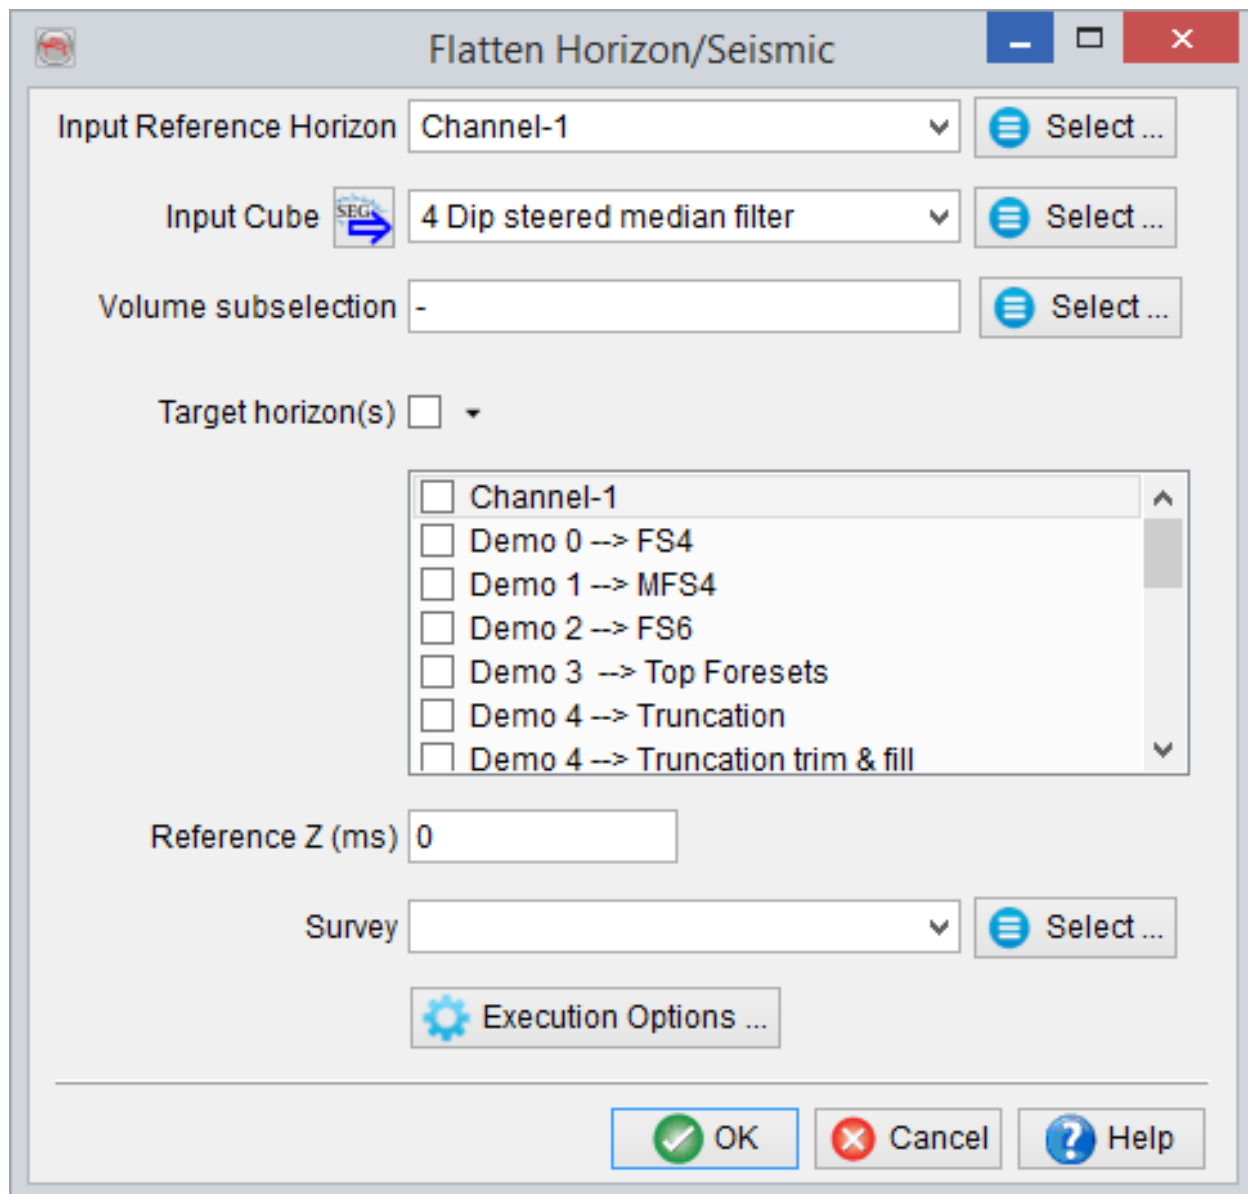 Flatten Horizon/Seismic
Input Reference Horizon Channel-1 Select ...
Input Cube SEG 4 Dip steered median filter Select ...
Volume subselection - Select ...
Target horizon(s)
Channel-1
Demo 0 --> FS4
Demo 1 --> MFS4
Demo 2 --> FS6
Demo 3  --> Top Foresets
Demo 4 --> Truncation
Demo 4 --> Truncation trim & fill
Reference Z (ms) 0
Survey Select ...
Execution Options ...
OK Cancel Help